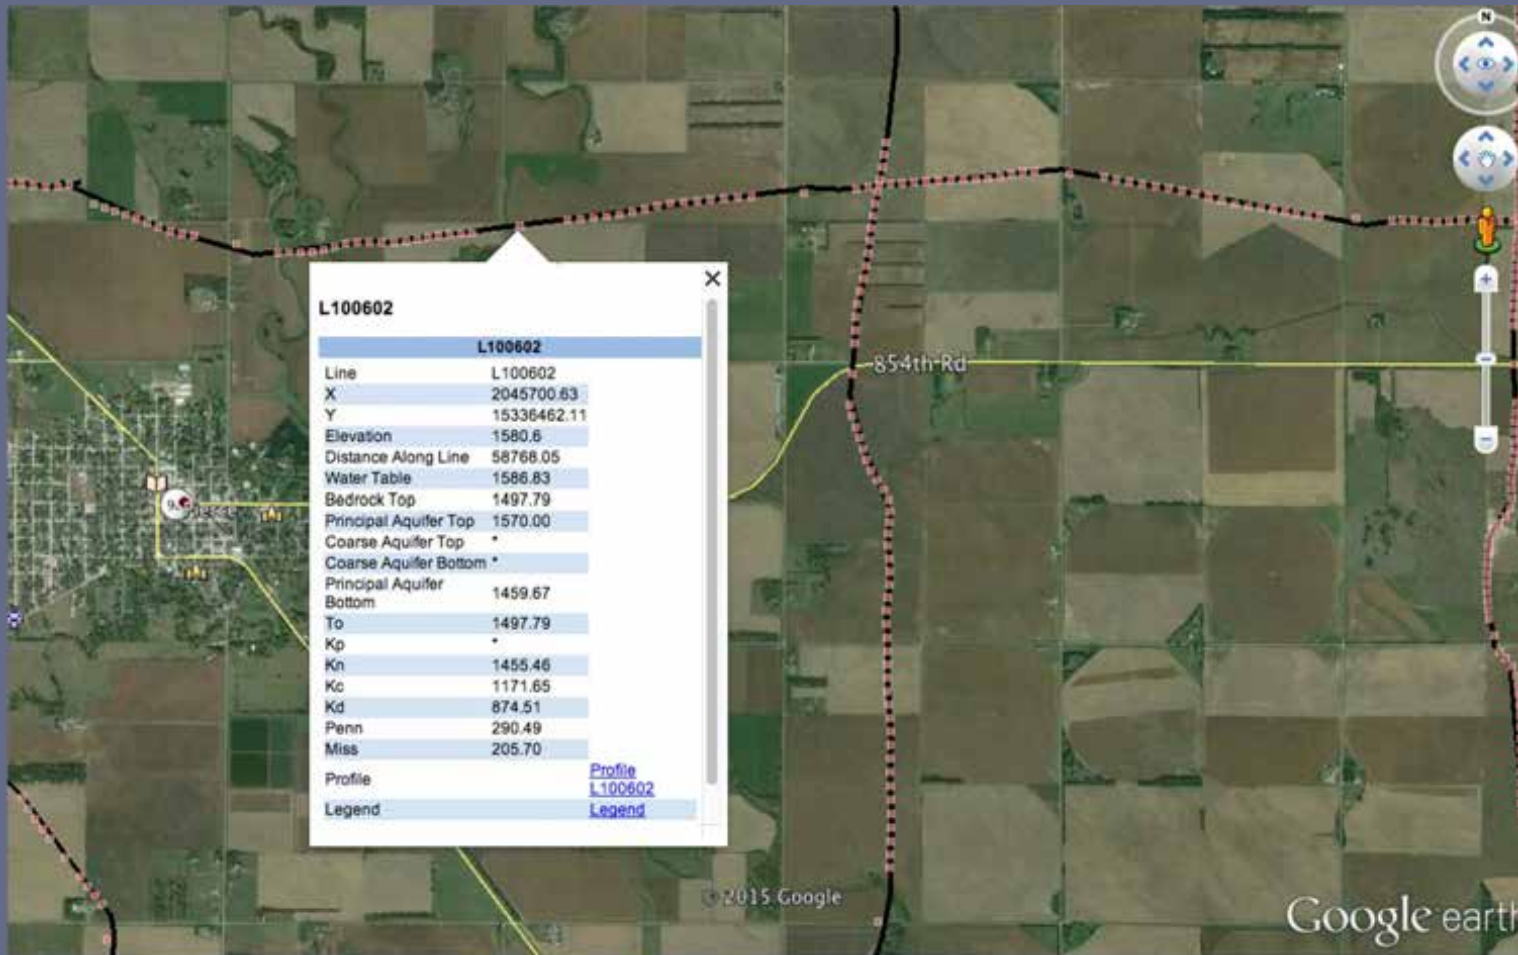 N
L100602
L100602
Line L100602
X 2045700.63
Y 15336462.11
Elevation 1580.6
Distance Along Line 58768.05
Water Table 1586.83
Bedrock Top 1497.79
Principal Aquifer Top 1570.00
Coarse Aquifer Top *
Coarse Aquifer Bottom *
Principal Aquifer
Bottom 1459.67
To 1497.79
Kp *
Kn 1455.46
Kc 1171.65
Kd 874.51
Penn 290.49
Miss 205.70
Profile Profile
L100602
Legend Legend
854th Rd
© 2015 Google
Google earth